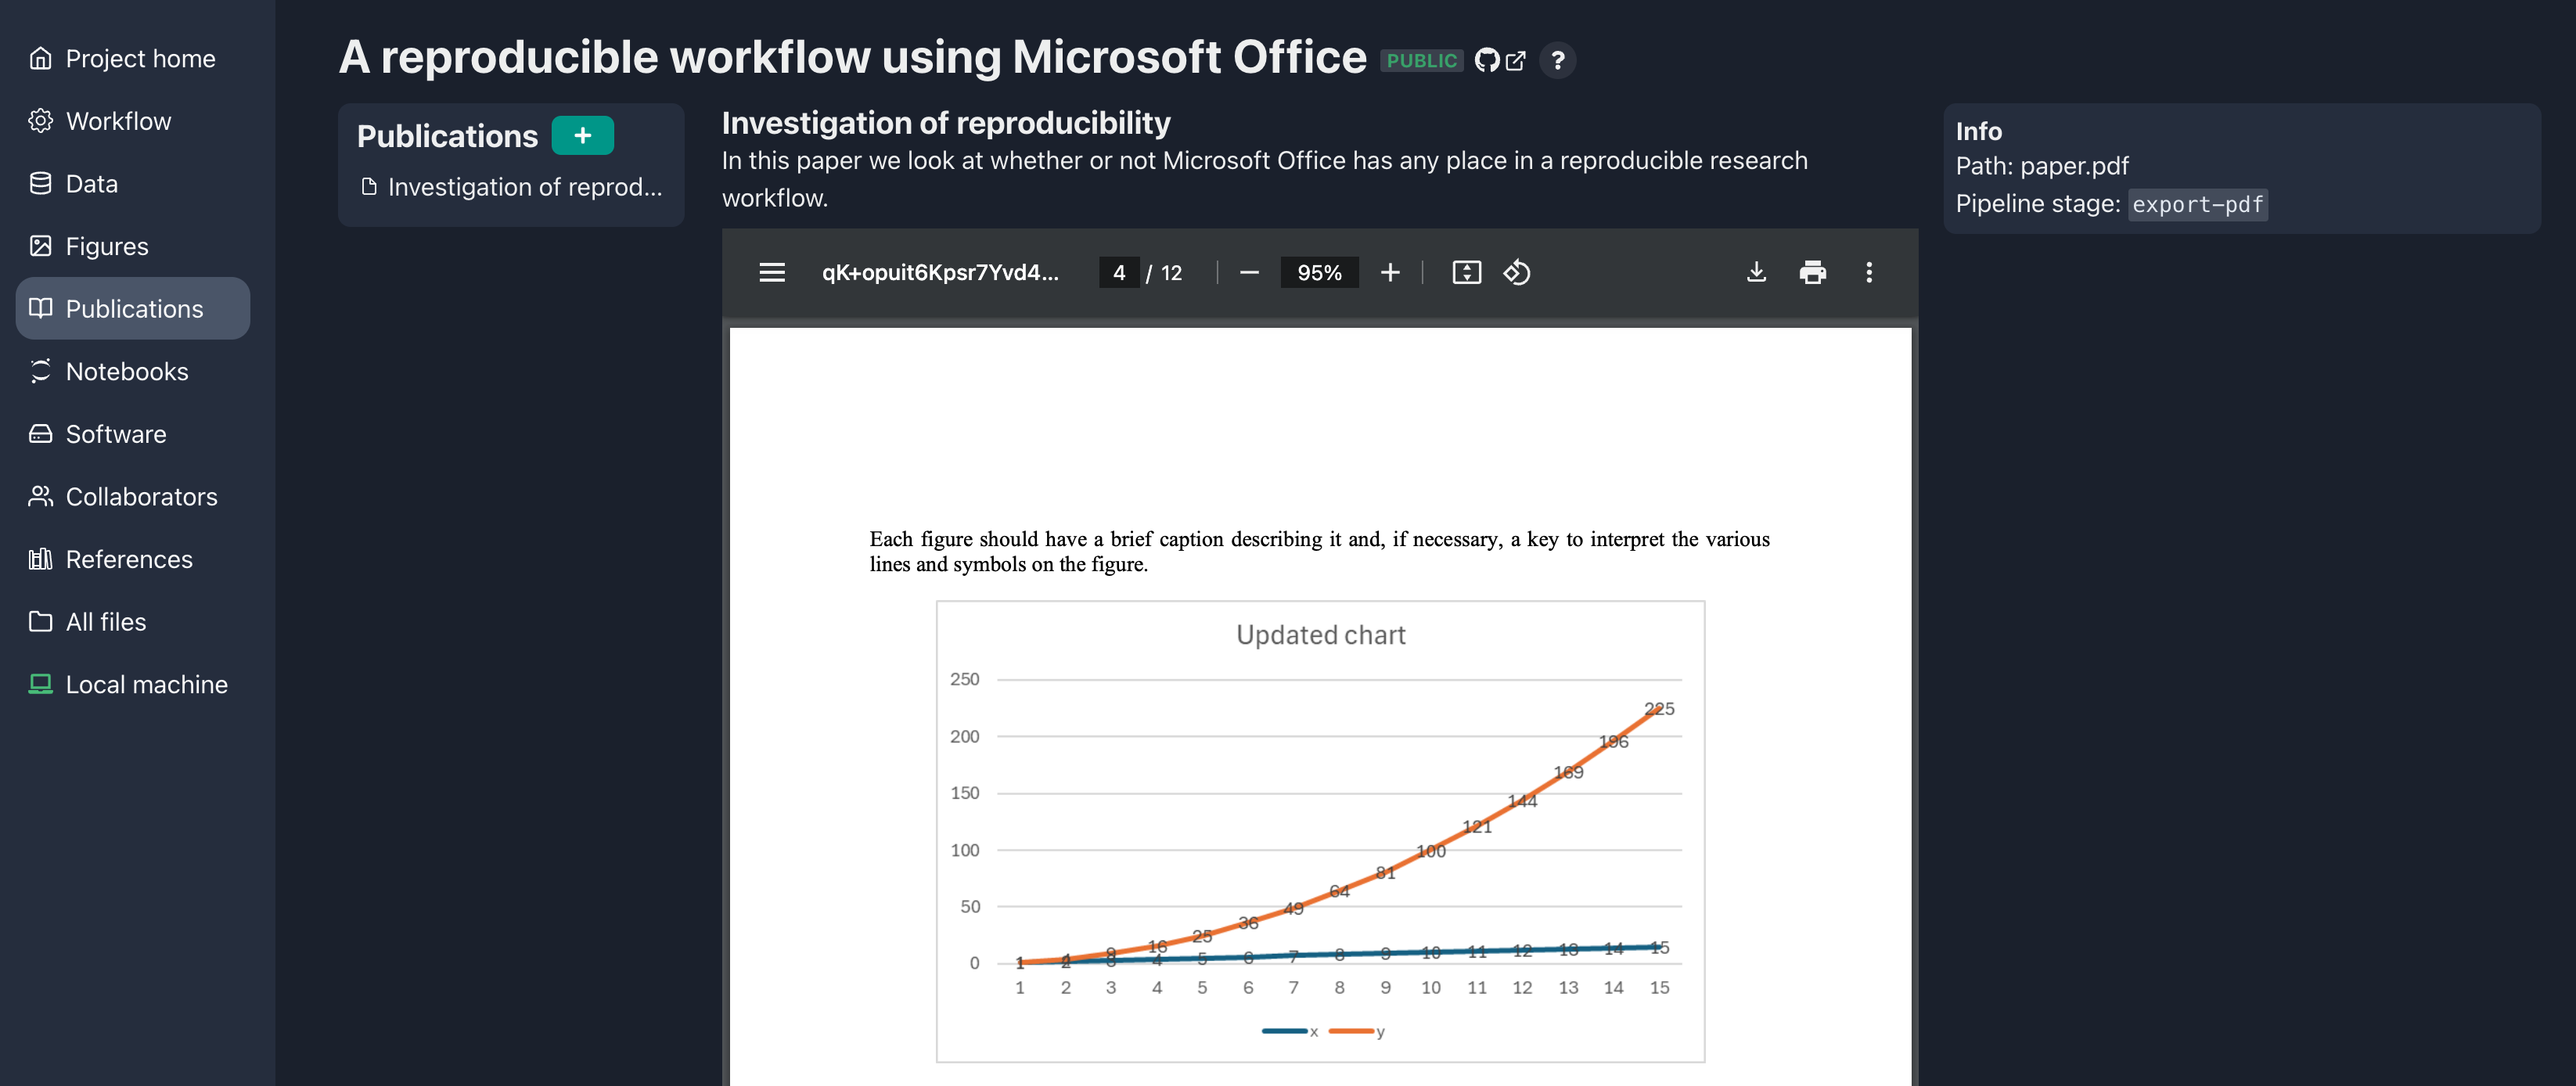 Project home
Workflow
Data
Figures
Publications
Notebooks
Software
Collaborators
References
All files
Local machine
A reproducible workflow using Microsoft Office PUBLIC ?
Publications +
Investigation of reprod...
Investigation of reproducibility
In this paper we look at whether or not Microsoft Office has any place in a reproducible research
workflow.
Info
Path: paper.pdf
Pipeline stage: export-pdf
qK+opuit6Kpsr7Yvd4... 4 / 12 — 95% +
Each figure should have a brief caption describing it and, if necessary, a key to interpret the various
lines and symbols on the figure.
Updated chart
250
200
150
100
50
0
1 4 9 16 25 36 49 64 81 100 121 144 169 196 225
1 2 3 4 5 6 7 8 9 10 11 12 13 14 15
1 2 3 4 5 6 7 8 9 10 11 12 13 14 15
x y